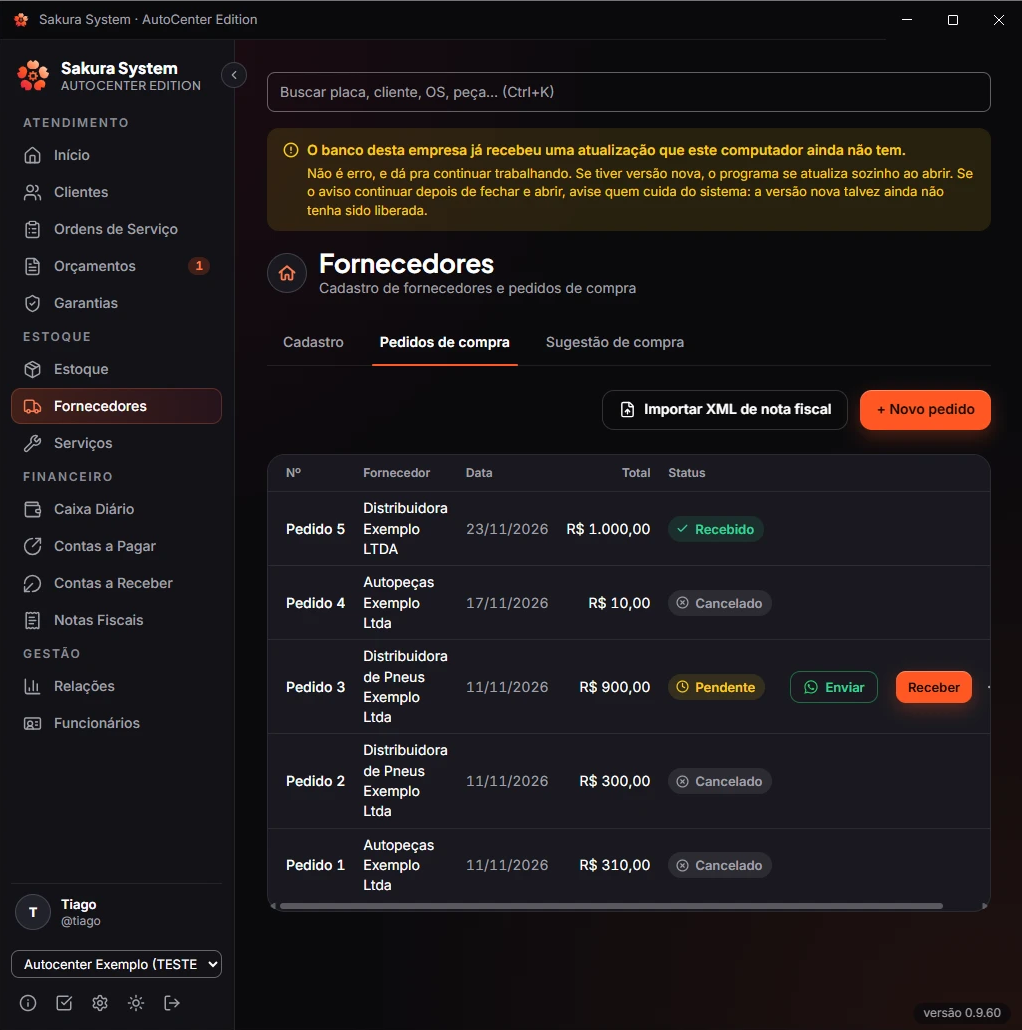 Sakura System · AutoCenter Edition
Sakura System
AUTOCENTER EDITION
ATENDIMENTO
Início
Clientes
Ordens de Serviço
Orçamentos 1
Garantias
ESTOQUE
Estoque
Fornecedores
Serviços
FINANCEIRO
Caixa Diário
Contas a Pagar
Contas a Receber
Notas Fiscais
GESTÃO
Relações
Funcionários
T
Tiago
@tiago
Autocenter Exemplo (TESTE
Buscar placa, cliente, OS, peça... (Ctrl+K)
O banco desta empresa já recebeu uma atualização que este computador ainda não tem.
Não é erro, e dá pra continuar trabalhando. Se tiver versão nova, o programa se atualiza sozinho ao abrir. Se
o aviso continuar depois de fechar e abrir, avise quem cuida do sistema: a versão nova talvez ainda não
tenha sido liberada.
Fornecedores
Cadastro de fornecedores e pedidos de compra
Cadastro Pedidos de compra Sugestão de compra
Importar XML de nota fiscal + Novo pedido
Nº Fornecedor Data Total Status
Pedido 5 Distribuidora
Exemplo
LTDA 23/11/2026 R$ 1.000,00 Recebido
Pedido 4 Autopeças
Exemplo
Ltda 17/11/2026 R$ 10,00 Cancelado
Pedido 3 Distribuidora
de Pneus
Exemplo
Ltda 11/11/2026 R$ 900,00 Pendente Enviar Receber
Pedido 2 Distribuidora
de Pneus
Exemplo
Ltda 11/11/2026 R$ 300,00 Cancelado
Pedido 1 Autopeças
Exemplo
Ltda 11/11/2026 R$ 310,00 Cancelado
versão 0.9.60